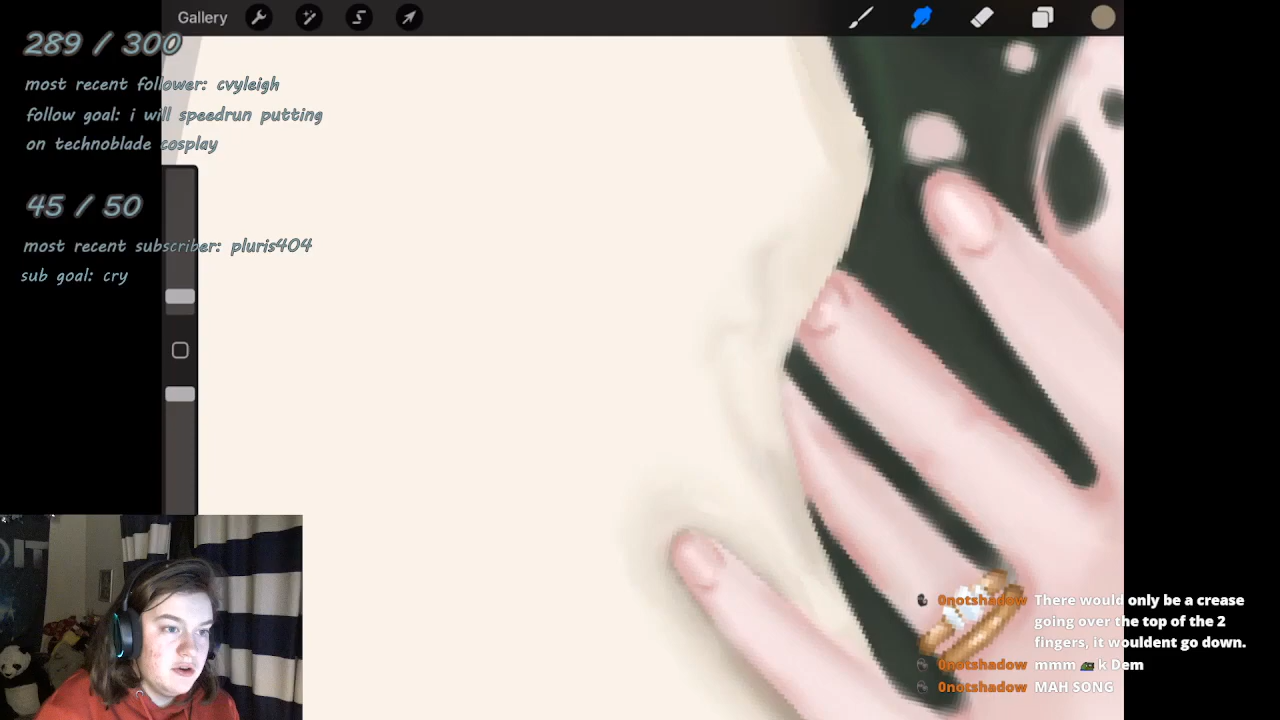 Gallery
289 / 300
most recent follower: cvyleigh
follow goal: i will speedrun putting
on technoblade cosplay
45 / 50
most recent subscriber: pluris404
sub goal: cry
0notshadow There would only be a crease
going over the top of the 2
fingers, it wouldent go down.
0notshadow mmm k Dem
0notshadow MAH SONG